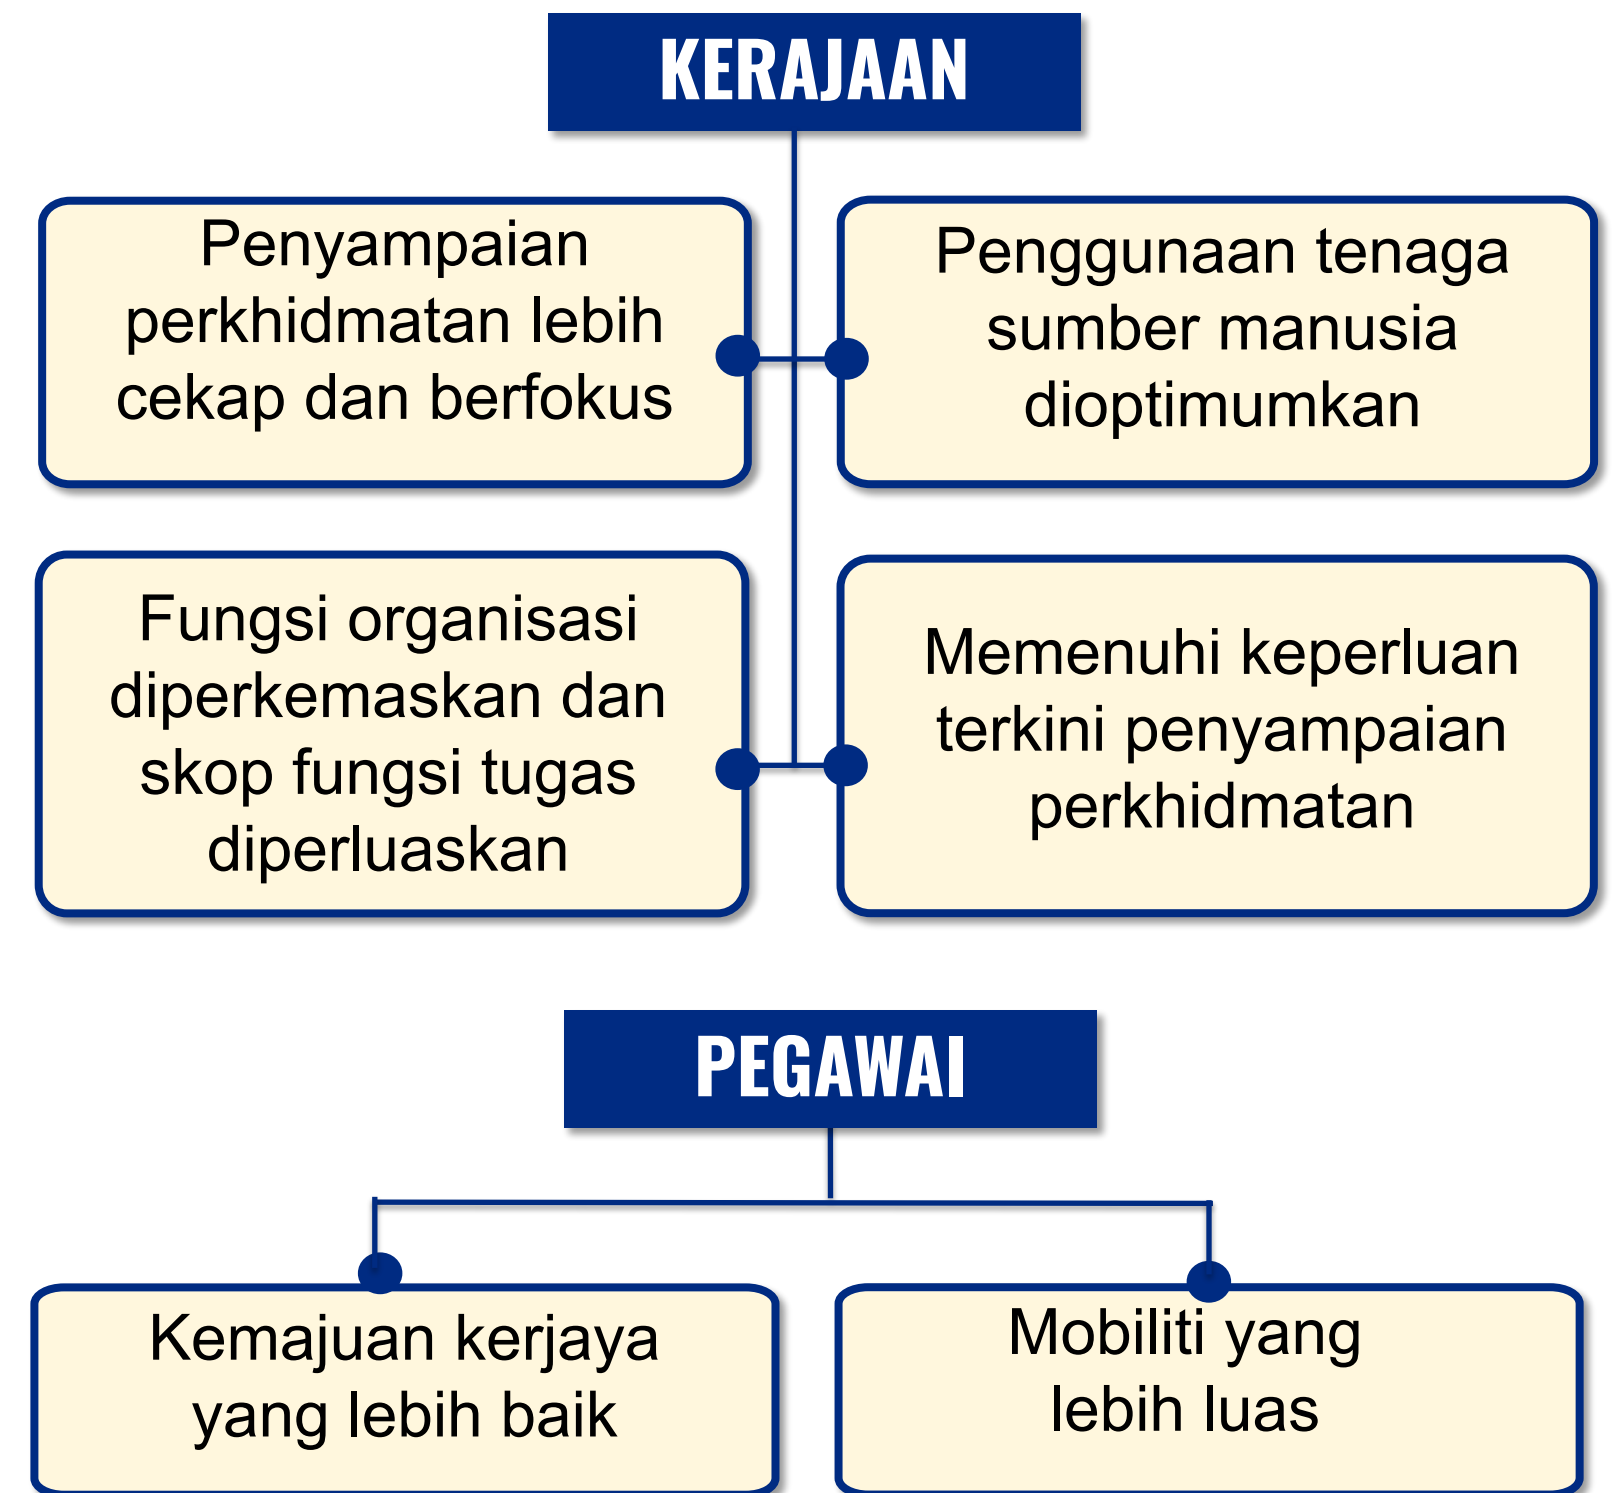 KERAJAAN
Penyampaian
perkhidmatan lebih
cekap dan berfokus
Penggunaan tenaga
sumber manusia
dioptimumkan
Fungsi organisasi
diperkemaskan dan
skop fungsi tugas
diperluaskan
Memenuhi keperluan
terkini penyampaian
perkhidmatan
PEGAWAI
Kemajuan kerjaya
yang lebih baik
Mobiliti yang
lebih luas